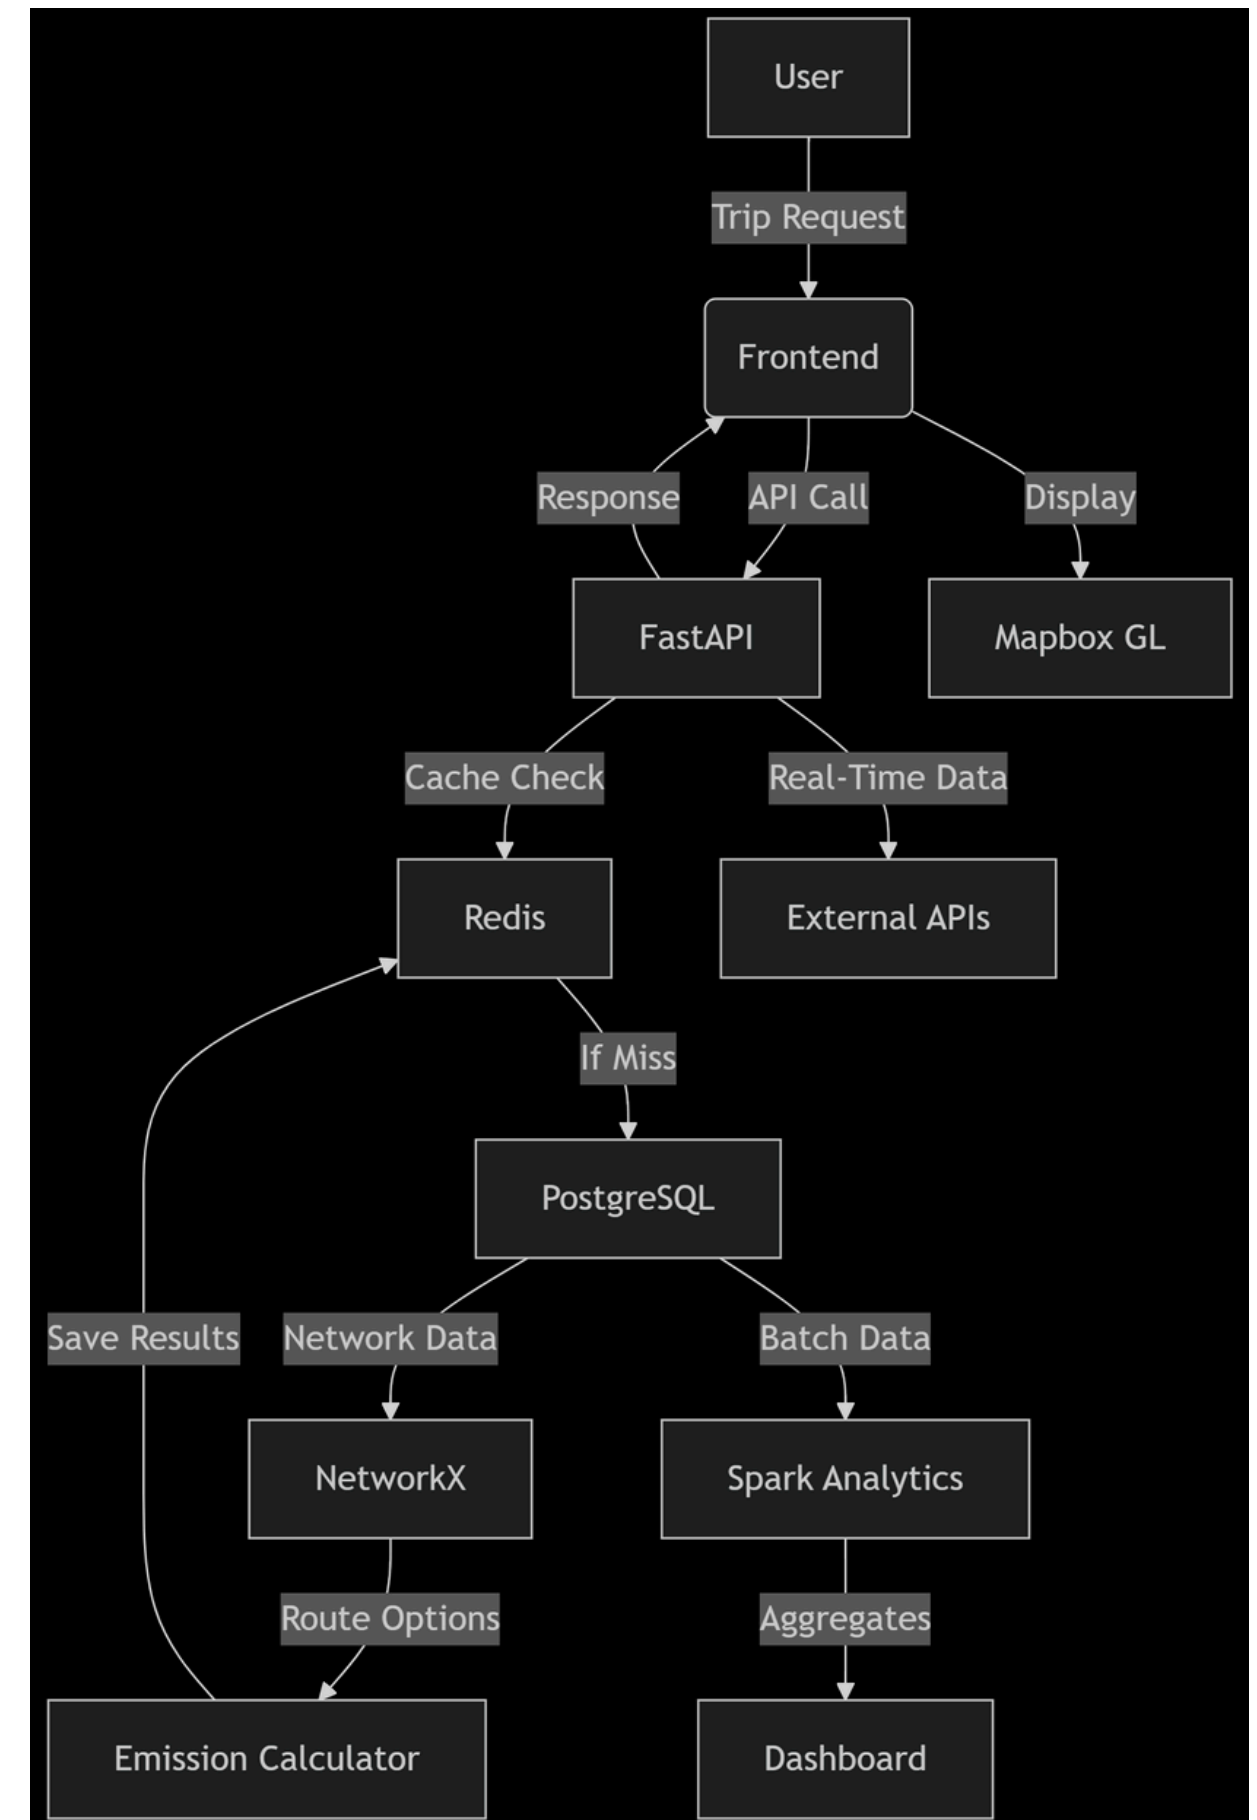 User
Trip Request
Frontend
Response
API Call
Display
FastAPI
Mapbox GL
Cache Check
Real-Time Data
Redis
External APIs
If Miss
PostgreSQL
Save Results
Network Data
Batch Data
NetworkX
Spark Analytics
Route Options
Aggregates
Emission Calculator
Dashboard